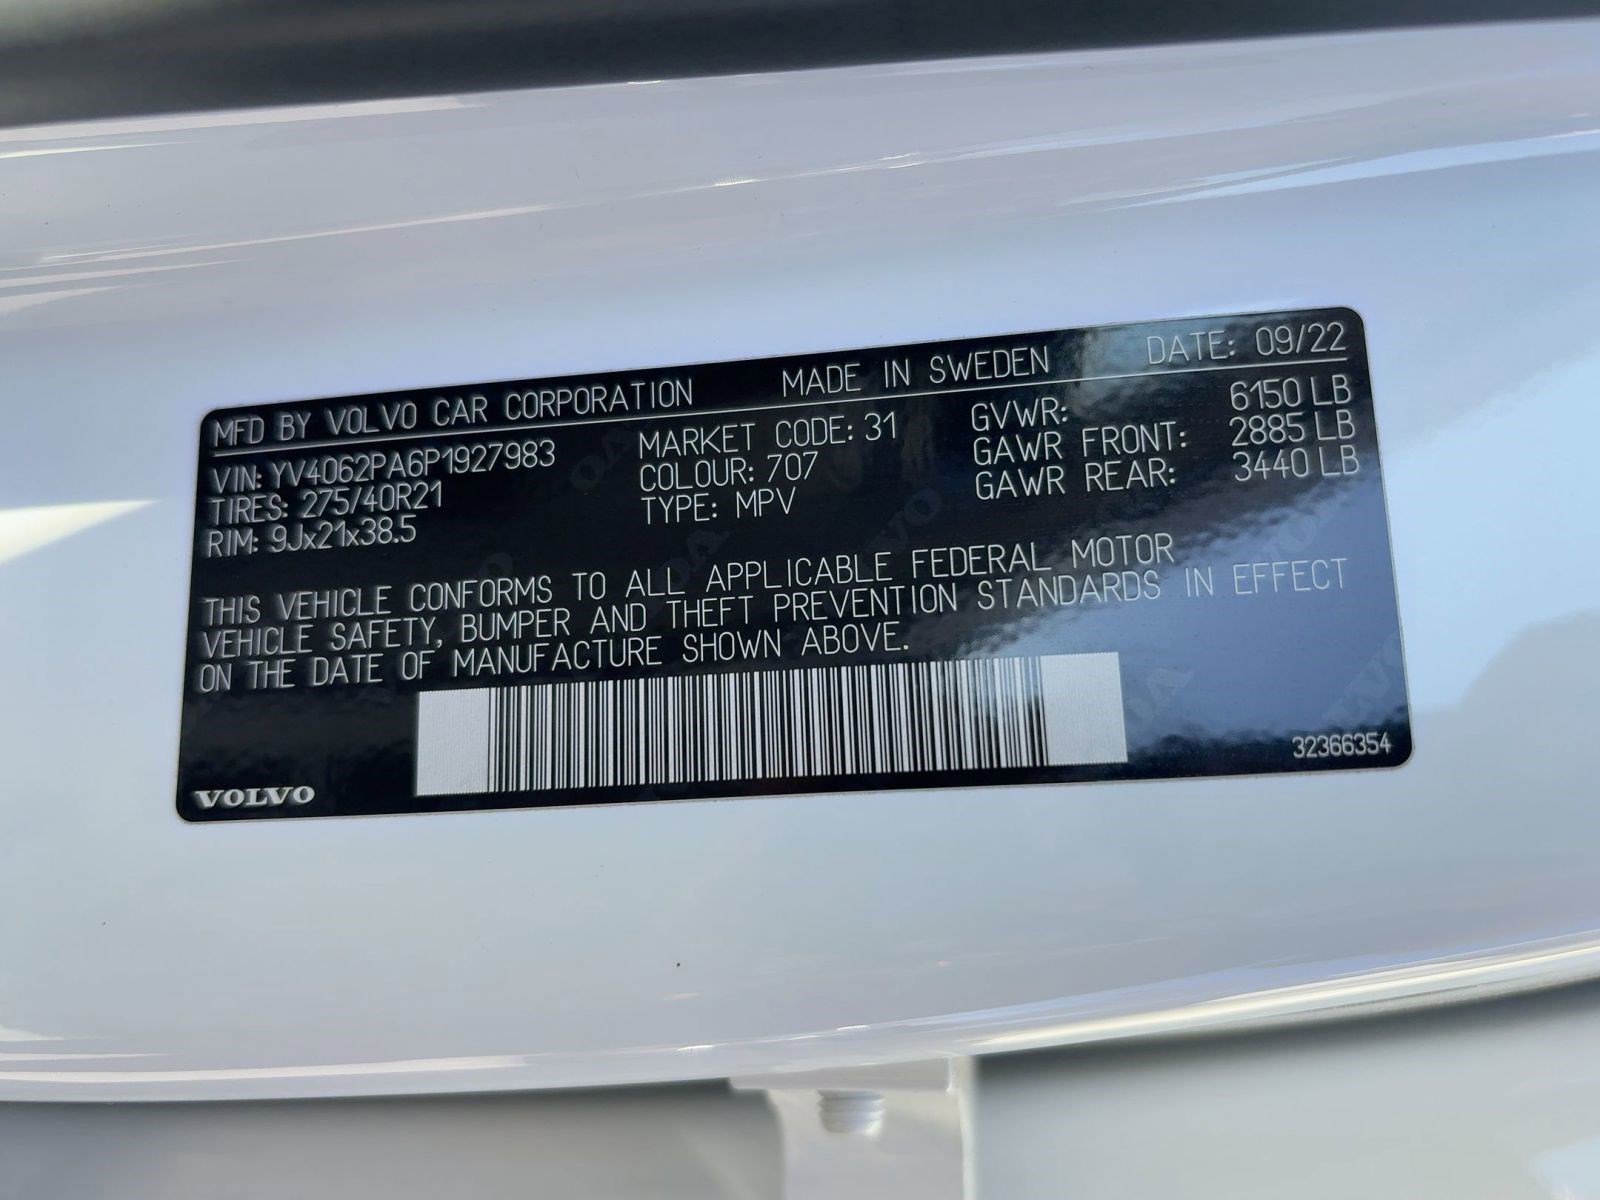 MFD BY VOLVO CAR CORPORATION MADE IN SWEDEN DATE: 09/22
VIN: YV4062PA6P1927983 MARKET CODE: 31 GVWR: 6150 LB
TIRES: 275/40R21 COLOUR: 707 GAWR FRONT: 2885 LB
RIM: 9Jx21x38.5 TYPE: MPV GAWR REAR: 3440 LB
THIS VEHICLE CONFORMS TO ALL APPLICABLE FEDERAL MOTOR
VEHICLE SAFETY, BUMPER AND THEFT PREVENTION STANDARDS IN EFFECT
ON THE DATE OF MANUFACTURE SHOWN ABOVE.
VOLVO 32366354